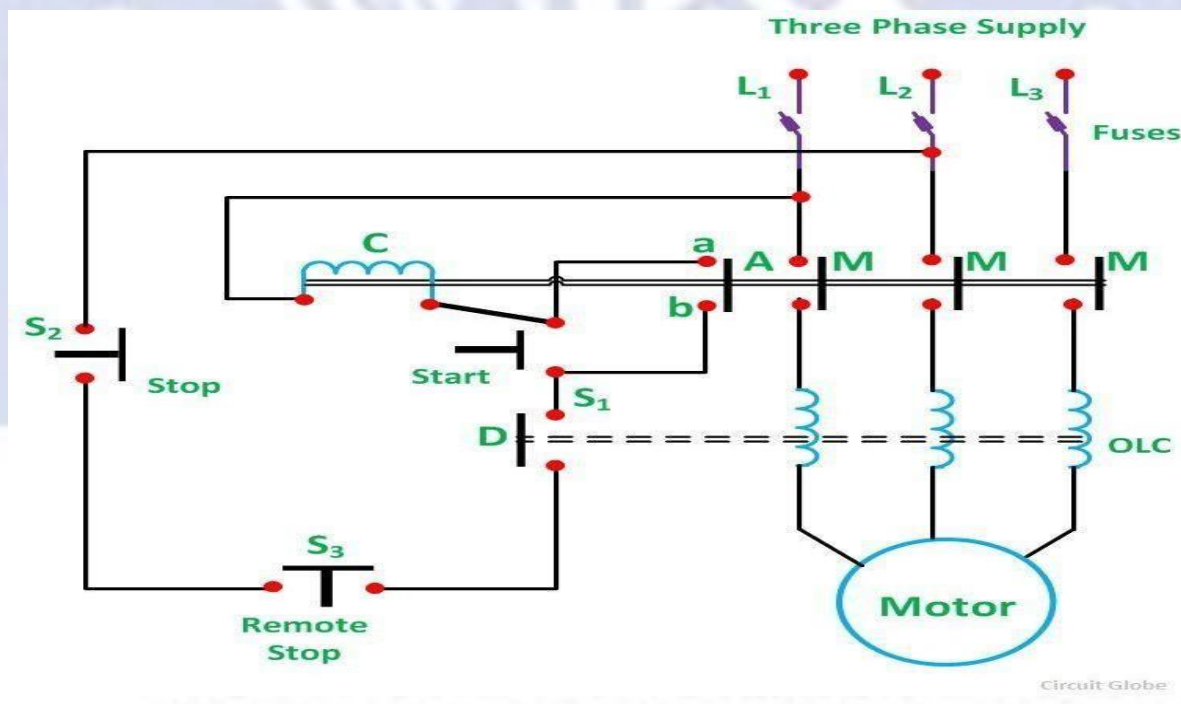 Three Phase Supply
L₁ L₂ L₃
Fuses
C a A M M M
b
S₂
Stop
Start
S₁
D
OLC
S₃
Remote
Stop
Motor
Circuit Globe